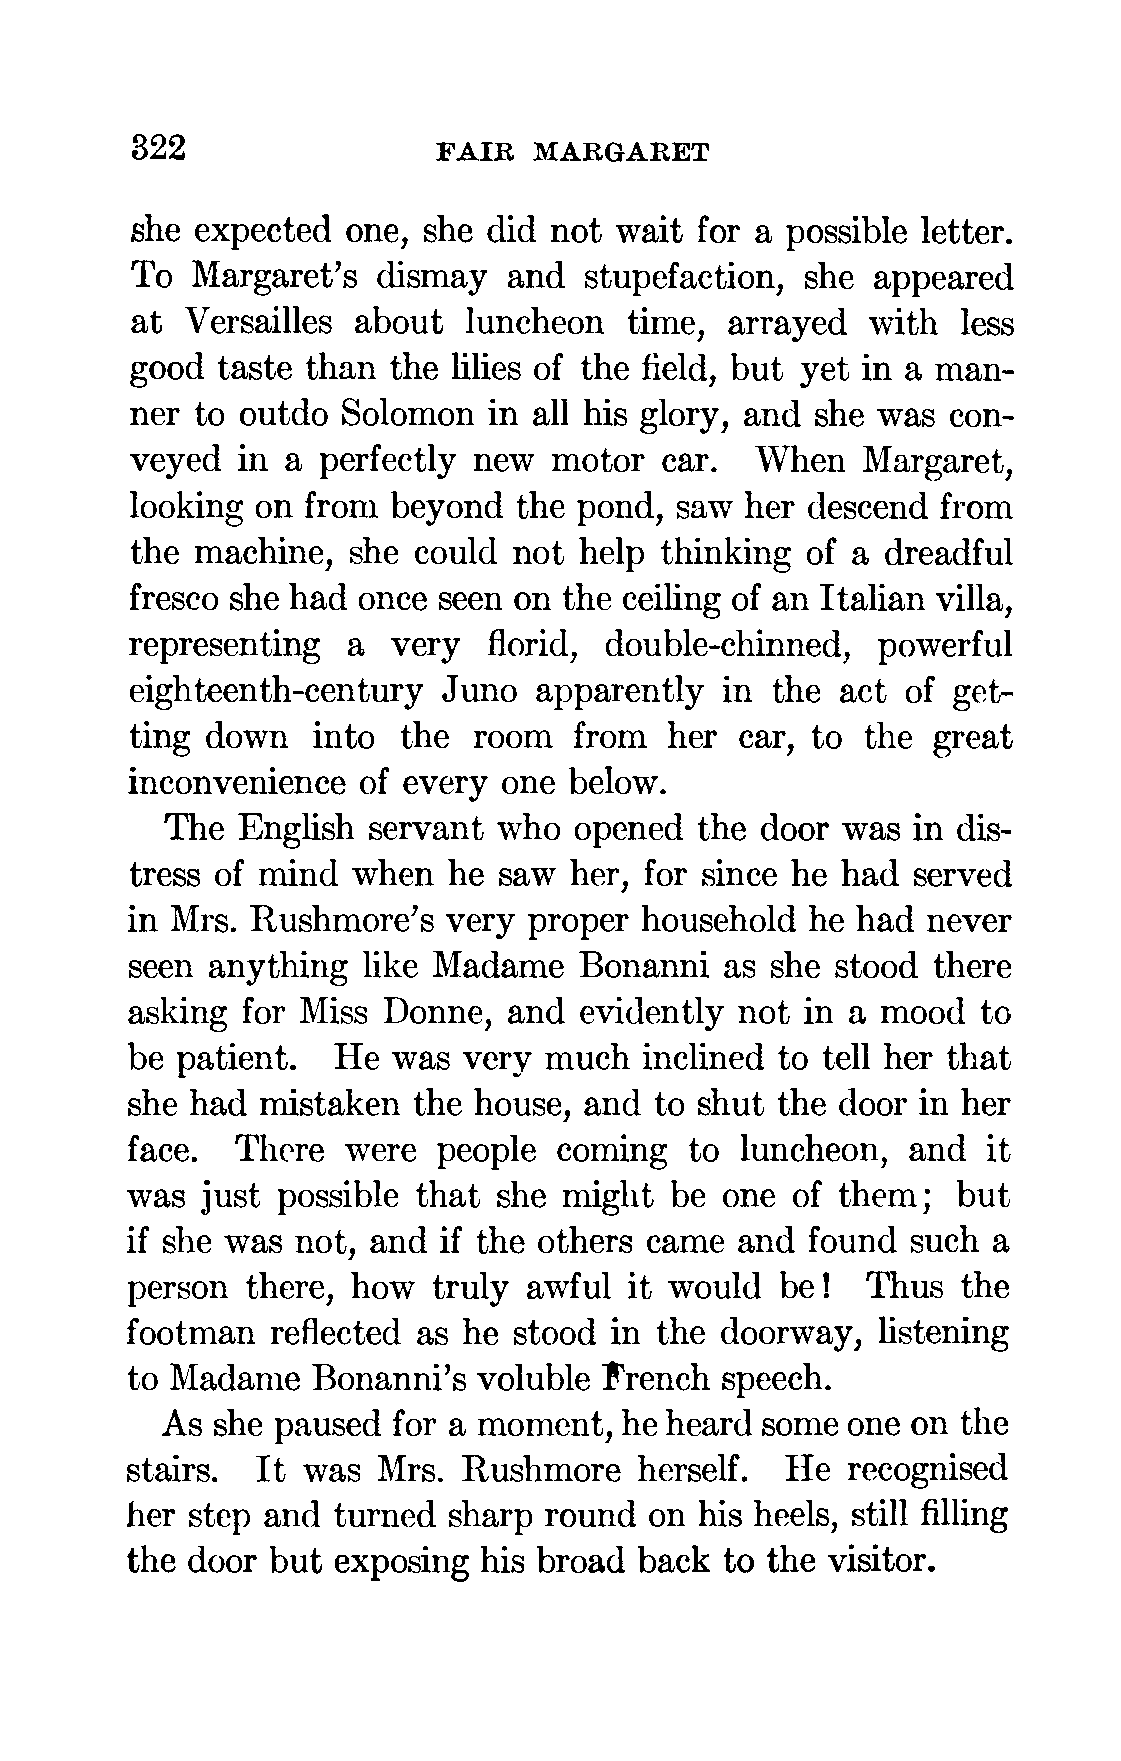 322 FAIR MARGARET
she expected one, she did not wait for a possible letter.
To Margaret's dismay and stupefaction, she appeared
at Versailles about luncheon time, arrayed with less
good taste than the lilies of the field, but yet in a man-
ner to outdo Solomon in all his glory, and she was con-
veyed in a perfectly new motor car. When Margaret,
looking on from beyond the pond, saw her descend from
the machine, she could not help thinking of a dreadful
fresco she had once seen on the ceiling of an Italian villa,
representing a very florid, double-chinned, powerful
eighteenth-century Juno apparently in the act of get-
ting down into the room from her car, to the great
inconvenience of every one below.
The English servant who opened the door was in dis-
tress of mind when he saw her, for since he had served
in Mrs. Rushmore's very proper household he had never
seen anything like Madame Bonanni as she stood there
asking for Miss Donne, and evidently not in a mood to
be patient. He was very much inclined to tell her that
she had mistaken the house, and to shut the door in her
face. There were people coming to luncheon, and it
was just possible that she might be one of them; but
if she was not, and if the others came and found such a
person there, how truly awful it would be! Thus the
footman reflected as he stood in the doorway, listening
to Madame Bonanni's voluble French speech.
As she paused for a moment, he heard some one on the
stairs. It was Mrs. Rushmore herself. He recognised
her step and turned sharp round on his heels, still filling
the door but exposing his broad back to the visitor.